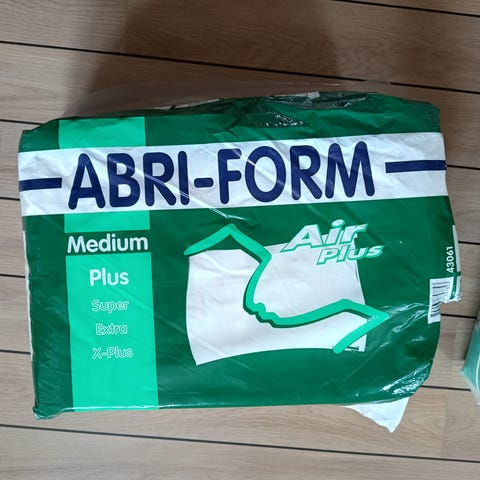 ABRI-FORM
Medium
Plus
Super
Extra
X-Plus
Air
Plus
43061